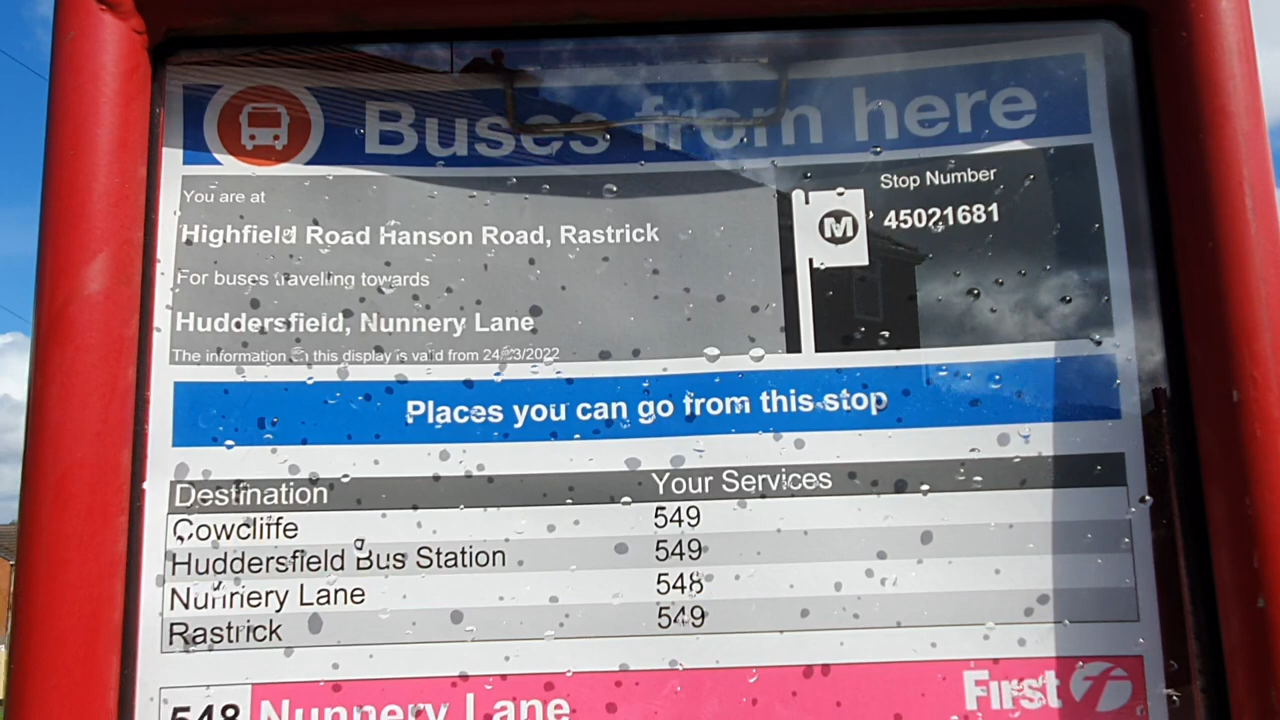 Buses from here
You are at
Highfield Road Hanson Road, Rastrick
For buses travelling towards
Huddersfield, Nunnery Lane
The information on this display is valid from 24/03/2022
Stop Number
M
45021681
Places you can go from this stop
Destination Your Services
Cowcliffe 549
Huddersfield Bus Station 549
Nunnery Lane 548
Rastrick 549
548 Nunnery Lane First